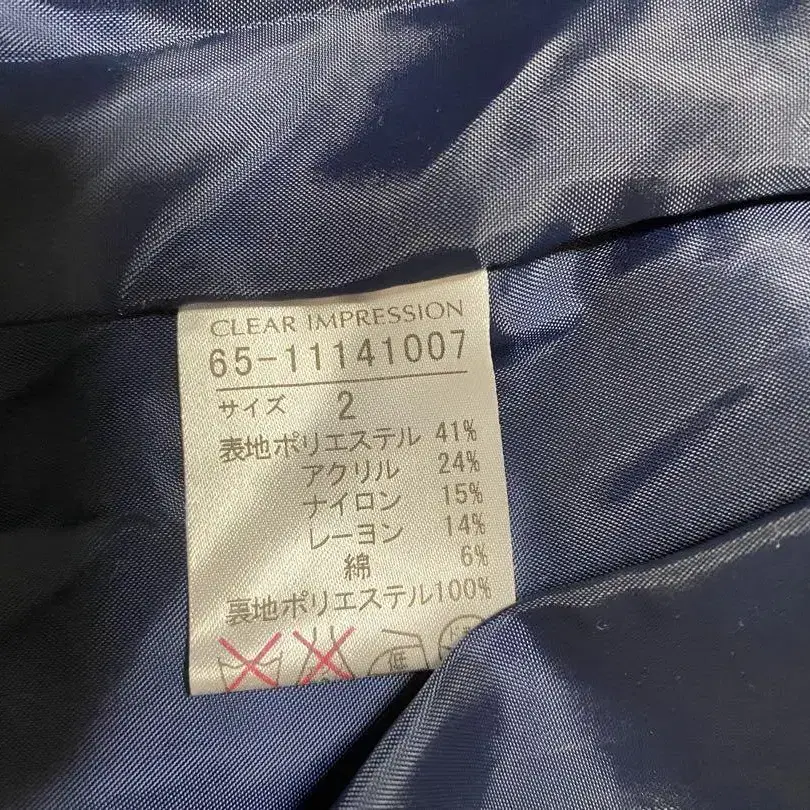 CLEAR IMPRESSION
65-11141007
サイズ 2
表地ポリエステル 41%
アクリル 24%
ナイロン 15%
レーヨン 14%
綿 6%
裏地ポリエステル100%
低